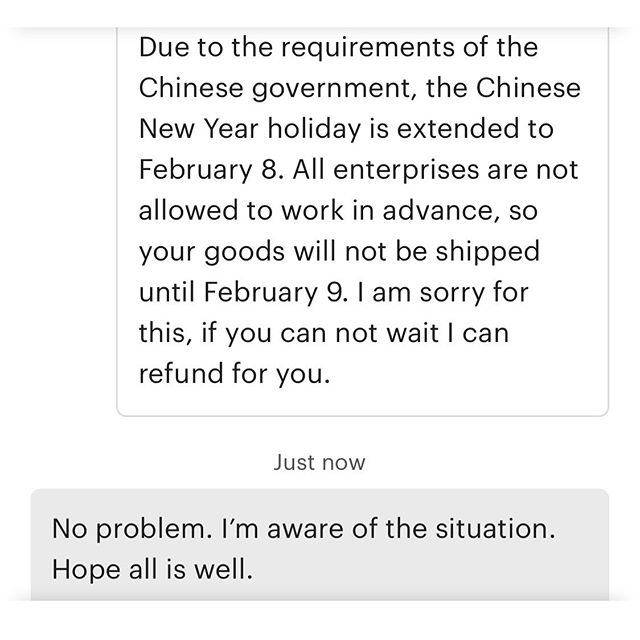 Due to the requirements of the
Chinese government, the Chinese
New Year holiday is extended to
February 8. All enterprises are not
allowed to work in advance, so
your goods will not be shipped
until February 9. I am sorry for
this, if you can not wait I can
refund for you.
Just now
No problem. I’m aware of the situation.
Hope all is well.